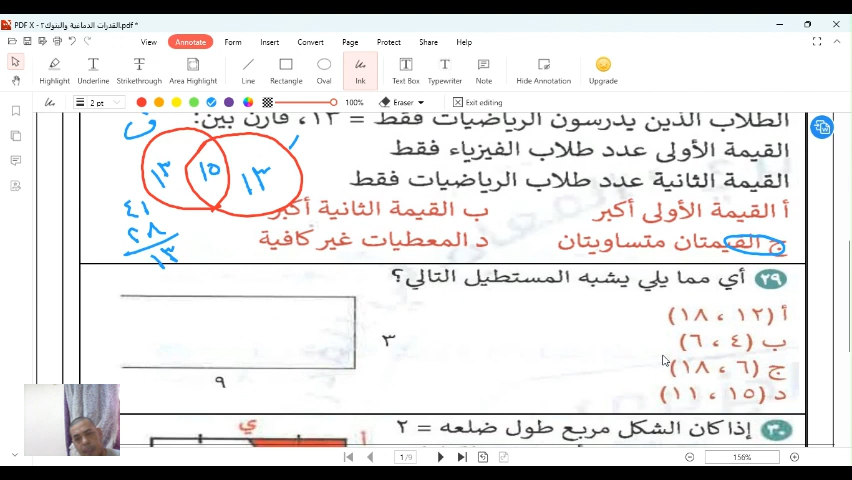 القدرات الدماغية والبنوك٢ - PDF X *pdf.
View Annotate Form Insert Convert Page Protect Share Help
Highlight Underline Strikethrough Area Highlight Line Rectangle Oval Ink Text Box Typewriter Note Hide Annotation Upgrade
2 pt 100% Eraser Exit editing
الطلاب الذين يدرسون الرياضيات فقط = ١٣، قارن بين:
القيمة الأولى عدد طلاب الفيزياء فقط
القيمة الثانية عدد طلاب الرياضيات فقط
أ القيمة الأولى أكبر ب القيمة الثانية أكبر
ج القيمتان متساويتان د المعطيات غير كافية
ف
١٣ ١٥ ١٣
٤١
٢٨
١٣
٢٩ أي مما يلي يشبه المستطيل التالي؟
أ (١٢ ، ١٨)
ب (٤ ، ٦)
ج (٦ ، ١٨)
د (١٥ ، ١١)
٣
٩
٣٠ إذا كان الشكل مربع طول ضلعه = ٢
ي
أ
1/9 156%